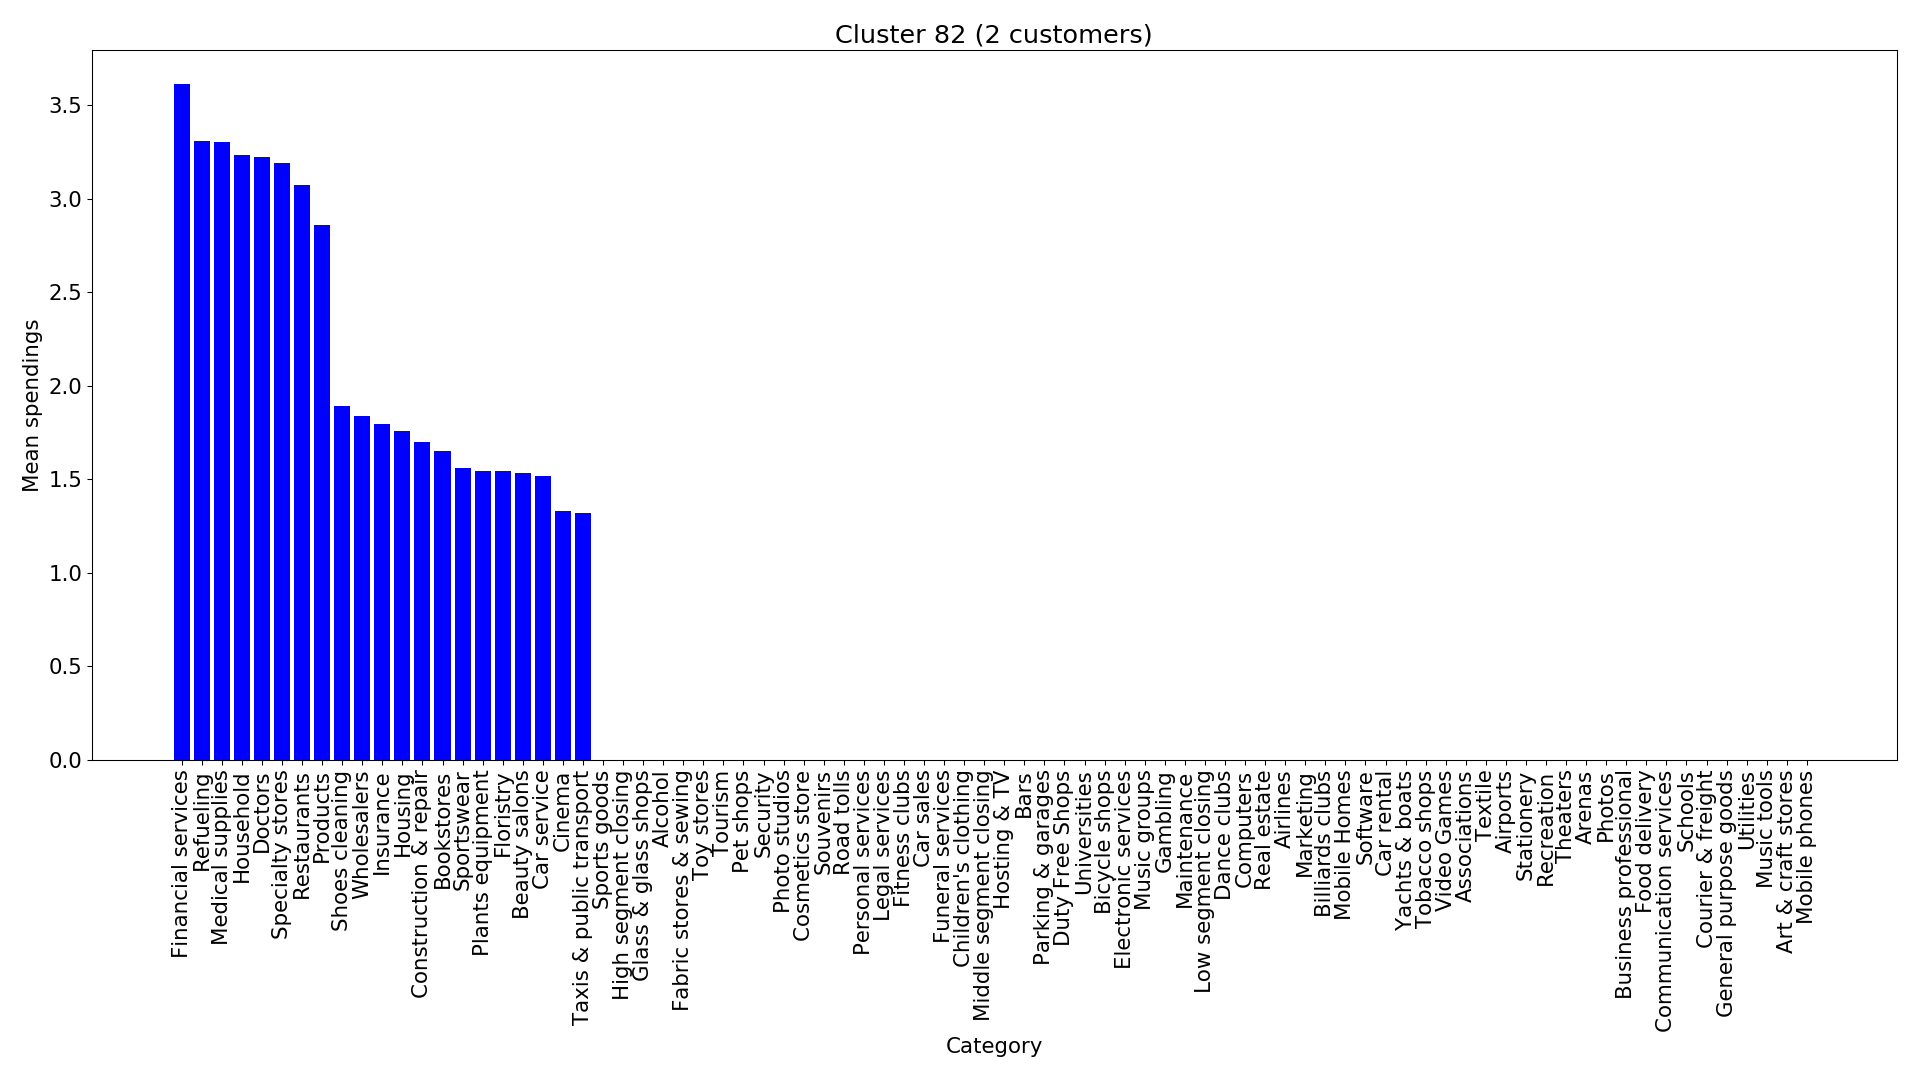 Cluster 82 (2 customers)
Mean spendings
3.5
3.0
2.5
2.0
1.5
1.0
0.5
0.0
Financial services
Refueling
Medical supplies
Household
Doctors
Specialty stores
Restaurants
Products
Shoes cleaning
Wholesalers
Insurance
Housing
Construction & repair
Bookstores
Sportswear
Plants equipment
Floristry
Beauty salons
Car service
Cinema
Taxis & public transport
Sports goods
High segment closing
Glass & glass shops
Alcohol
Fabric stores & sewing
Toy stores
Tourism
Pet shops
Security
Photo studios
Cosmetics store
Souvenirs
Road tolls
Personal services
Legal services
Fitness clubs
Car sales
Funeral services
Children's clothing
Middle segment closing
Hosting & TV
Bars
Parking & garages
Duty Free Shops
Universities
Bicycle shops
Electronic services
Music groups
Gambling
Maintenance
Low segment closing
Dance clubs
Computers
Real estate
Airlines
Marketing
Billiards clubs
Mobile Homes
Software
Car rental
Yachts & boats
Tobacco shops
Video Games
Associations
Textile
Airports
Stationery
Recreation
Theaters
Arenas
Photos
Business professional
Food delivery
Communication services
Schools
Courier & freight
General purpose goods
Utilities
Music tools
Art & craft stores
Mobile phones
Category